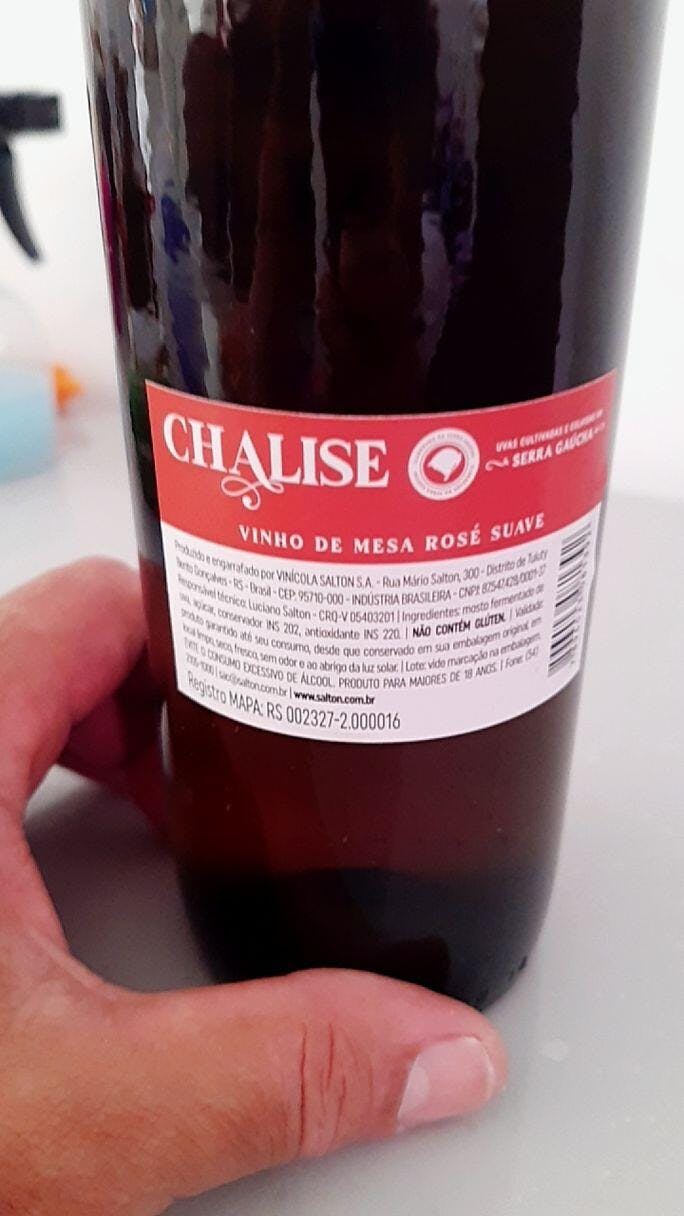 CHALISE
UVAS CULTIVADAS E COLHIDAS NA
SERRA GAÚCHA
VINHO DE MESA ROSÉ SUAVE
Produzido e engarrafado por VINÍCOLA SALTON S.A. - Rua Mário Salton, 300 - Distrito de Tuiuty
Bento Gonçalves - RS - Brasil - CEP: 95710-000 - INDÚSTRIA BRASILEIRA - CNPJ: 87547428/0001-37
Responsável técnico: Luciano Salton - CRQ-V 05403201 | Ingredientes: mosto fermentado de
uva, açúcar, conservador INS 202, antioxidante INS 220. | NÃO CONTÉM GLÚTEN. | Validade:
produto garantido até seu consumo, desde que conservado em sua embalagem original, em
local limpo, seco, fresco, sem odor e ao abrigo da luz solar. | Lote: vide marcação na embalagem.
EVITE O CONSUMO EXCESSIVO DE ÁLCOOL. PRODUTO PARA MAIORES DE 18 ANOS. | Fone: (54)
2105-1000 | sac@salton.com.br | www.salton.com.br
Registro MAPA: RS 002327-2.000016